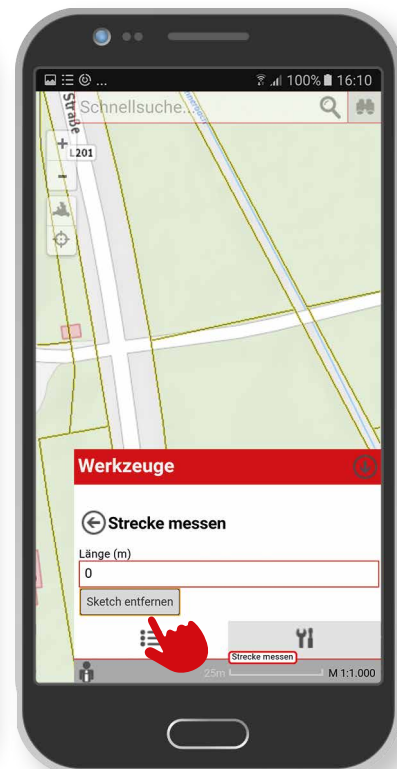 ... 100% 16:10
Straße
Schnellsuche...
+
L201
-
Werkzeuge
Strecke messen
Länge (m)
0
Sketch entfernen
Strecke messen
25m
M 1:1.000